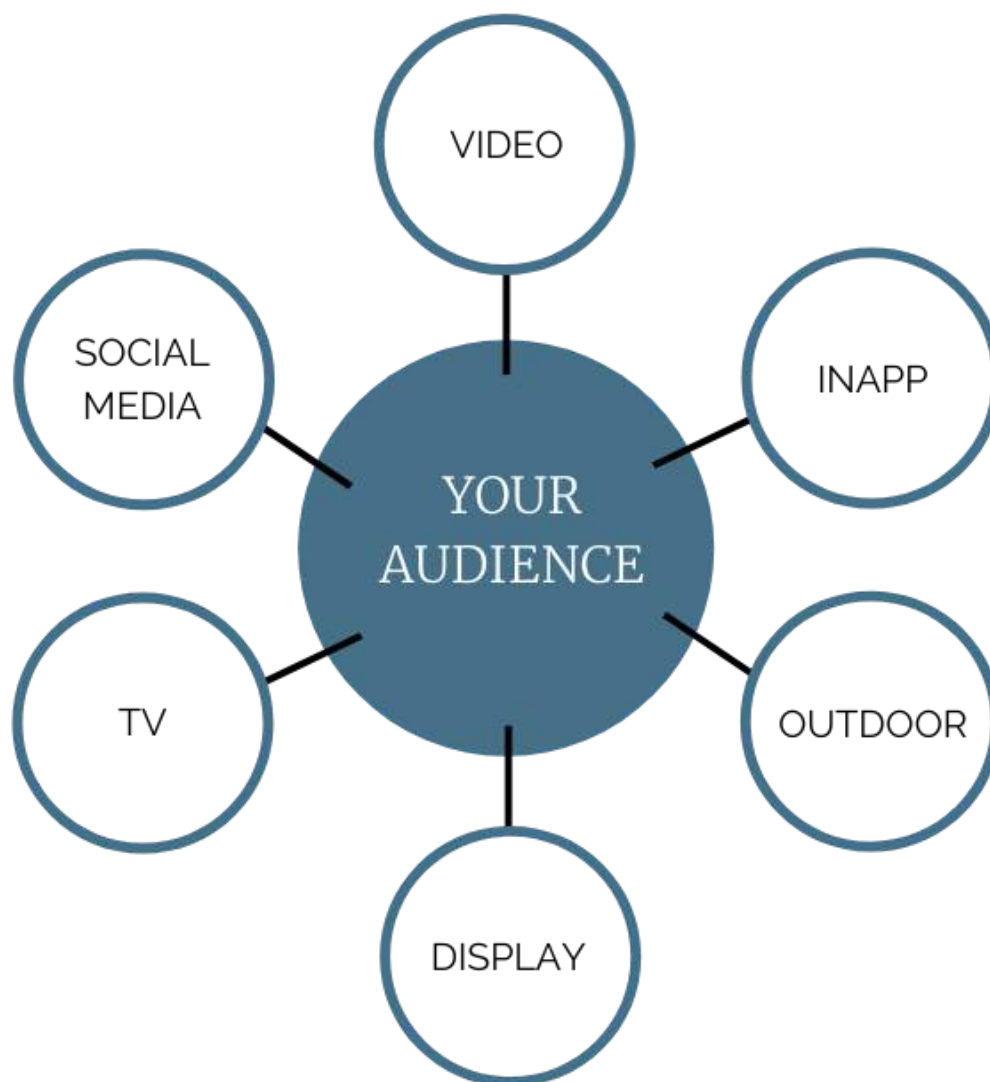 VIDEO
SOCIAL
MEDIA
INAPP
YOUR
AUDIENCE
TV
OUTDOOR
DISPLAY